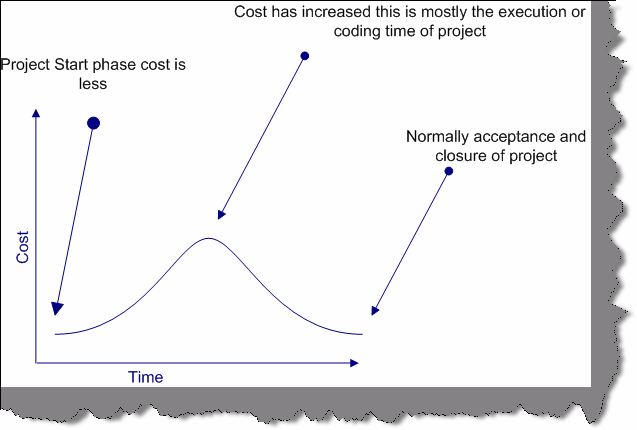 Cost has increased this is mostly the execution or
coding time of project
Project Start phase cost is
less
Normally acceptance and
closure of project
Cost
Time